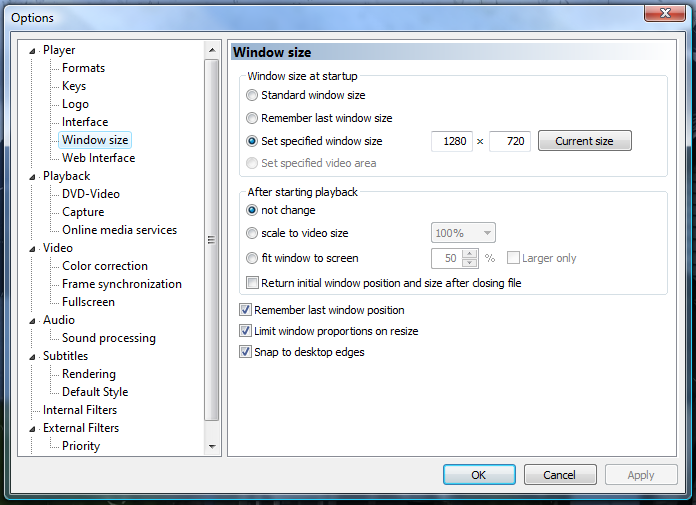 Options
Player
Formats
Keys
Logo
Interface
Window size
Web Interface
Playback
DVD-Video
Capture
Online media services
Video
Color correction
Frame synchronization
Fullscreen
Audio
Sound processing
Subtitles
Rendering
Default Style
Internal Filters
External Filters
Priority
Window size
Window size at startup
Standard window size
Remember last window size
Set specified window size 1280 × 720 Current size
Set specified video area
After starting playback
not change
scale to video size 100%
fit window to screen 50 % Larger only
Return initial window position and size after closing file
Remember last window position
Limit window proportions on resize
Snap to desktop edges
OK Cancel Apply